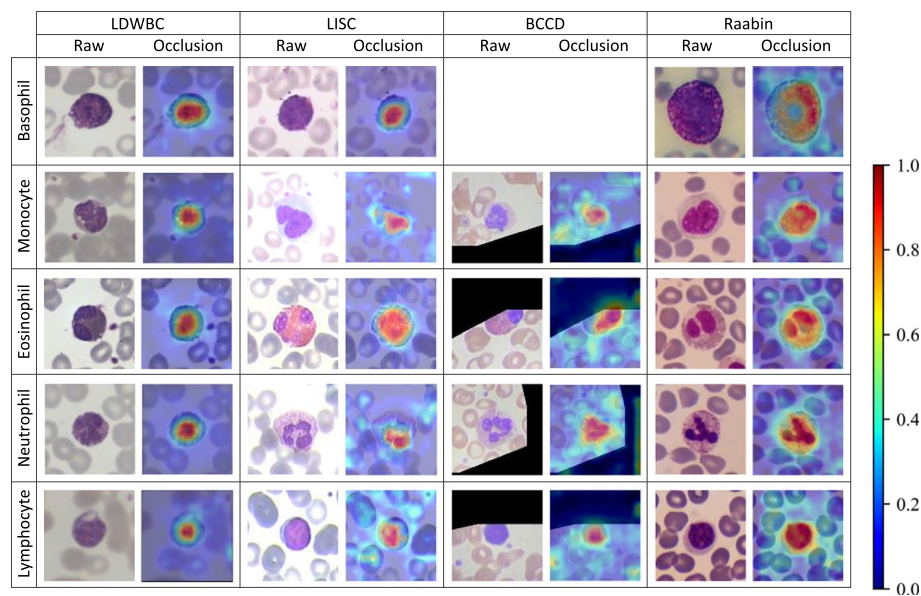 LDWBC LISC BCCD Raabin
Raw Occlusion Raw Occlusion Raw Occlusion Raw Occlusion
Basophil
Monocyte
Eosinophil
Neutrophil
Lymphocyte
1.0
0.8
0.6
0.4
0.2
0.0